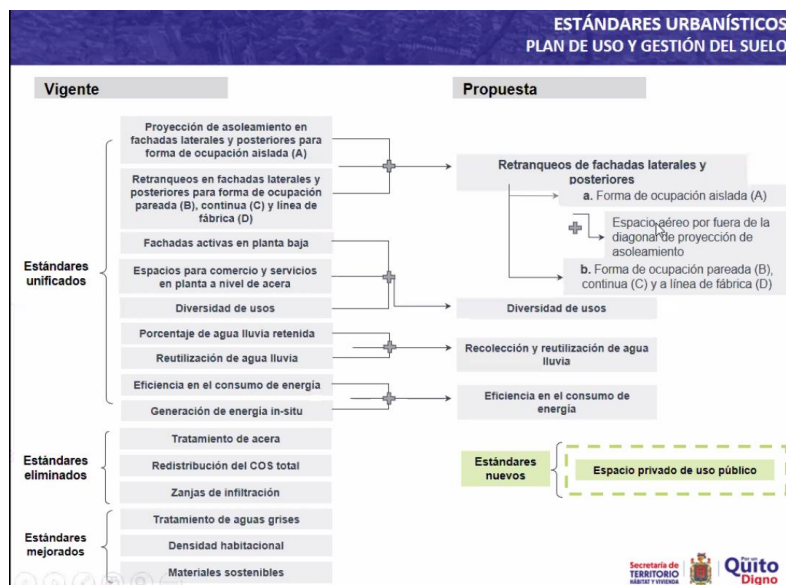 ESTÁNDARES URBANÍSTICOS
PLAN DE USO Y GESTIÓN DEL SUELO
Vigente
Propuesta
Estándares
unificados
Proyección de asoleamiento en
fachadas laterales y posteriores para
forma de ocupación aislada (A)
Retranqueos en fachadas laterales y
posteriores para forma de ocupación
pareada (B), continua (C) y línea de
fábrica (D)
Fachadas activas en planta baja
Espacios para comercio y servicios
en planta a nivel de acera
Diversidad de usos
Porcentaje de agua lluvia retenida
Reutilización de agua lluvia
Eficiencia en el consumo de energía
Generación de energía in-situ
Retranqueos de fachadas laterales y
posteriores
a. Forma de ocupación aislada (A)
Espacio aéreo por fuera de la
diagonal de proyección de
asoleamiento
b. Forma de ocupación pareada (B),
continua (C) y a línea de fábrica (D)
Diversidad de usos
Recolección y reutilización de agua
lluvia
Eficiencia en el consumo de
energía
Estándares
eliminados
Tratamiento de acera
Redistribución del COS total
Zanjas de infiltración
Estándares
nuevos
Espacio privado de uso público
Estándares
mejorados
Tratamiento de aguas grises
Densidad habitacional
Materiales sostenibles
Secretaría de
TERRITORIO
HÁBITAT Y VIVIENDA
Por un
Quito
Digno